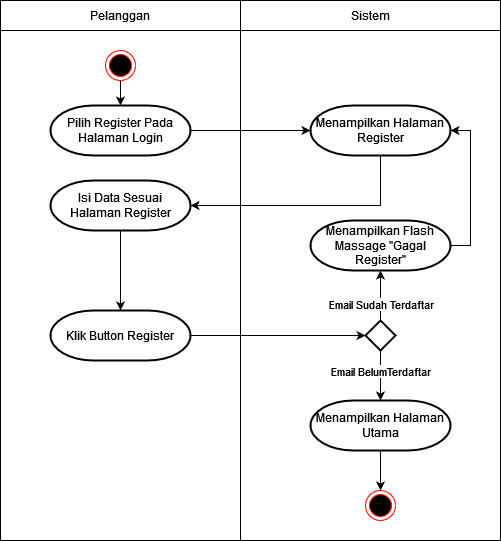 Pelanggan
Sistem
Pilih Register Pada
Halaman Login
Menampilkan Halaman
Register
Isi Data Sesuai
Halaman Register
Menampilkan Flash
Massage "Gagal
Register"
Email Sudah Terdaftar
Klik Button Register
Email BelumTerdaftar
Menampilkan Halaman
Utama